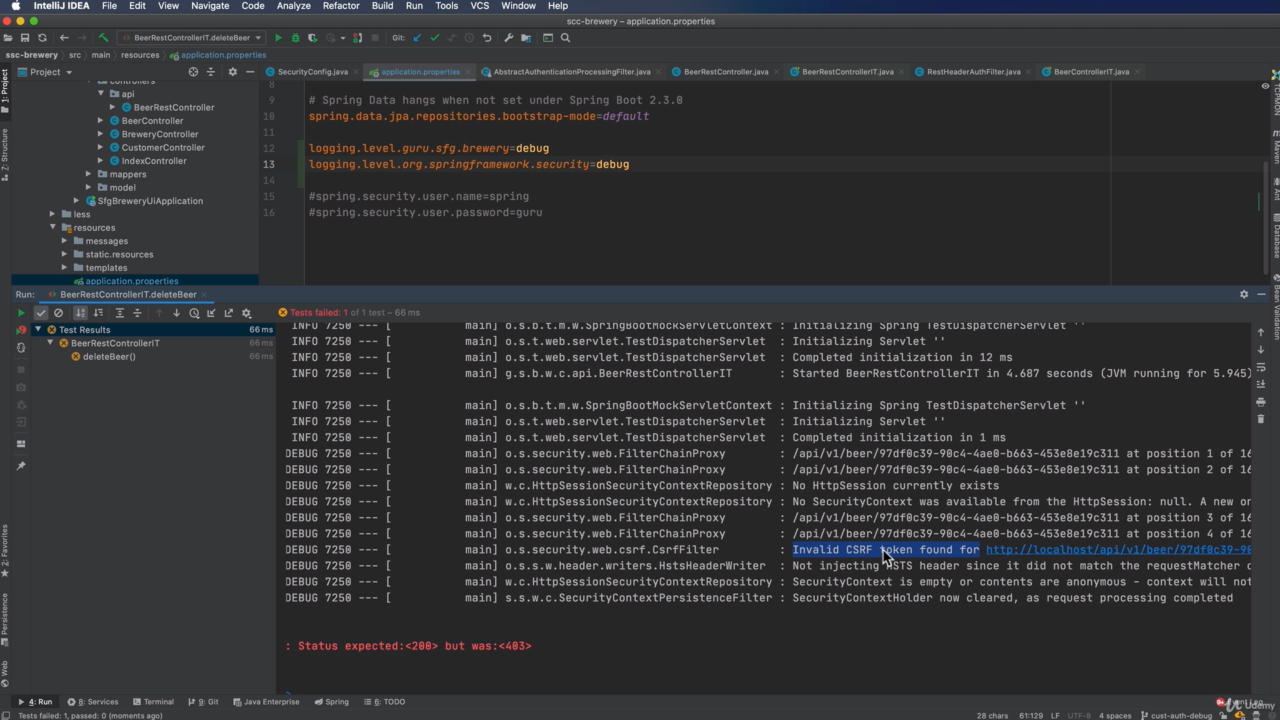 IntelliJ IDEA File Edit View Navigate Code Analyze Refactor Build Run Tools VCS Window Help
scc-brewery – application.properties
BeerRestControllerIT.deleteBeer Git:
ssc-brewery › src › main › resources › application.properties
Project SecurityConfig.java application.properties AbstractAuthenticationProcessingFilter.java BeerRestController.java BeerRestControllerIT.java RestHeaderAuthFilter.java BeerControllerIT.java
controllers
api
BeerRestController
BeerController
BreweryController
CustomerController
IndexController
mappers
model
SfgBreweryUiApplication
less
resources
messages
static.resources
templates
application.properties
8
9 # Spring Data hangs when not set under Spring Boot 2.3.0
10 spring.data.jpa.repositories.bootstrap-mode=default
11
12 logging.level.guru.sfg.brewery=debug
13 logging.level.org.springframework.security=debug
14
15 #spring.security.user.name=spring
16 #spring.security.user.password=guru
1: Project
7: Structure
2: Favorites
Persistence
Web
Maven
Ant
Database
Bean Validation
Run: BeerRestControllerIT.deleteBeer
Tests failed: 1 of 1 test – 66 ms
Test Results 66 ms
BeerRestControllerIT 66 ms
deleteBeer() 66 ms
INFO 7250 --- [ main] o.s.b.t.m.w.SpringBootMockServletContext : Initializing Spring TestDispatcherServlet ''
INFO 7250 --- [ main] o.s.t.web.servlet.TestDispatcherServlet : Initializing Servlet ''
INFO 7250 --- [ main] o.s.t.web.servlet.TestDispatcherServlet : Completed initialization in 12 ms
INFO 7250 --- [ main] g.s.b.w.c.api.BeerRestControllerIT : Started BeerRestControllerIT in 4.687 seconds (JVM running for 5.945)
INFO 7250 --- [ main] o.s.b.t.m.w.SpringBootMockServletContext : Initializing Spring TestDispatcherServlet ''
INFO 7250 --- [ main] o.s.t.web.servlet.TestDispatcherServlet : Initializing Servlet ''
INFO 7250 --- [ main] o.s.t.web.servlet.TestDispatcherServlet : Completed initialization in 1 ms
DEBUG 7250 --- [ main] o.s.security.web.FilterChainProxy : /api/v1/beer/97df0c39-90c4-4ae0-b663-453e8e19c311 at position 1 of 16
DEBUG 7250 --- [ main] o.s.security.web.FilterChainProxy : /api/v1/beer/97df0c39-90c4-4ae0-b663-453e8e19c311 at position 2 of 16
DEBUG 7250 --- [ main] w.c.HttpSessionSecurityContextRepository : No HttpSession currently exists
DEBUG 7250 --- [ main] w.c.HttpSessionSecurityContextRepository : No SecurityContext was available from the HttpSession: null. A new on
DEBUG 7250 --- [ main] o.s.security.web.FilterChainProxy : /api/v1/beer/97df0c39-90c4-4ae0-b663-453e8e19c311 at position 3 of 16
DEBUG 7250 --- [ main] o.s.security.web.FilterChainProxy : /api/v1/beer/97df0c39-90c4-4ae0-b663-453e8e19c311 at position 4 of 16
DEBUG 7250 --- [ main] o.s.security.web.csrf.CsrfFilter : Invalid CSRF token found for http://localhost/api/v1/beer/97df0c39-90
DEBUG 7250 --- [ main] o.s.s.w.header.writers.HstsHeaderWriter : Not injecting HSTS header since it did not match the requestMatcher o
DEBUG 7250 --- [ main] w.c.HttpSessionSecurityContextRepository : SecurityContext is empty or contents are anonymous - context will not
DEBUG 7250 --- [ main] s.s.w.c.SecurityContextPersistenceFilter : SecurityContextHolder now cleared, as request processing completed
: Status expected:<200> but was:<403>
4: Run 8: Services Terminal 9: Git Java Enterprise Spring 6: TODO
Tests failed: 1, passed: 0 (moments ago) 28 chars 61:129 LF UTF-8 4 spaces cust-auth-debug
Udemy